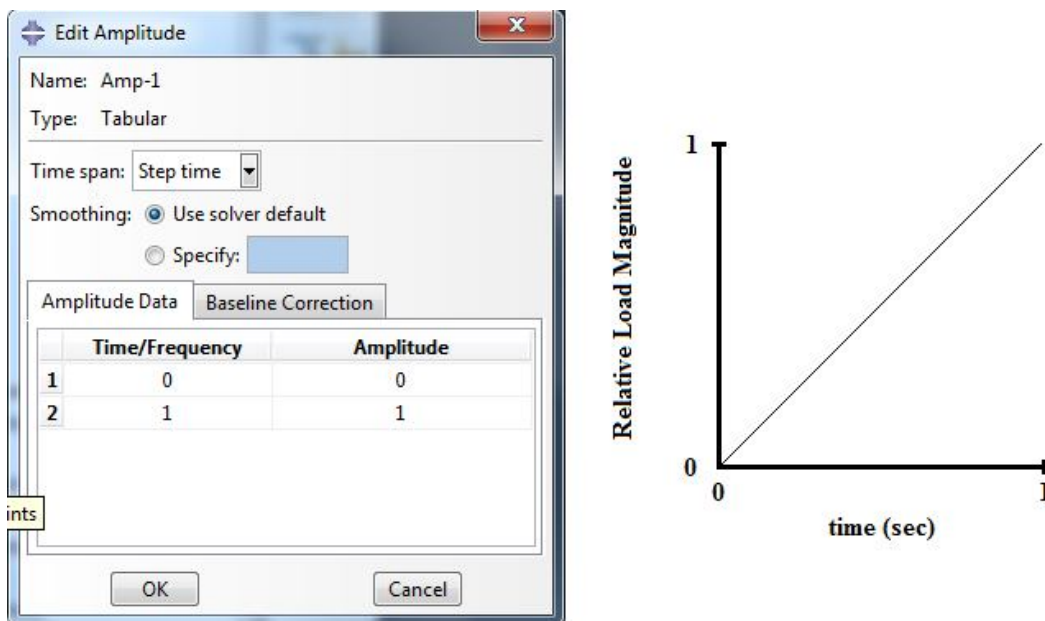 Edit Amplitude
X
Name: Amp-1
Type: Tabular
Time span: Step time
Smoothing: Use solver default
Specify:
Amplitude Data Baseline Correction
Time/Frequency Amplitude
1 0 0
2 1 1
ints
OK Cancel
Relative Load Magnitude
1
0
0 1
time (sec)